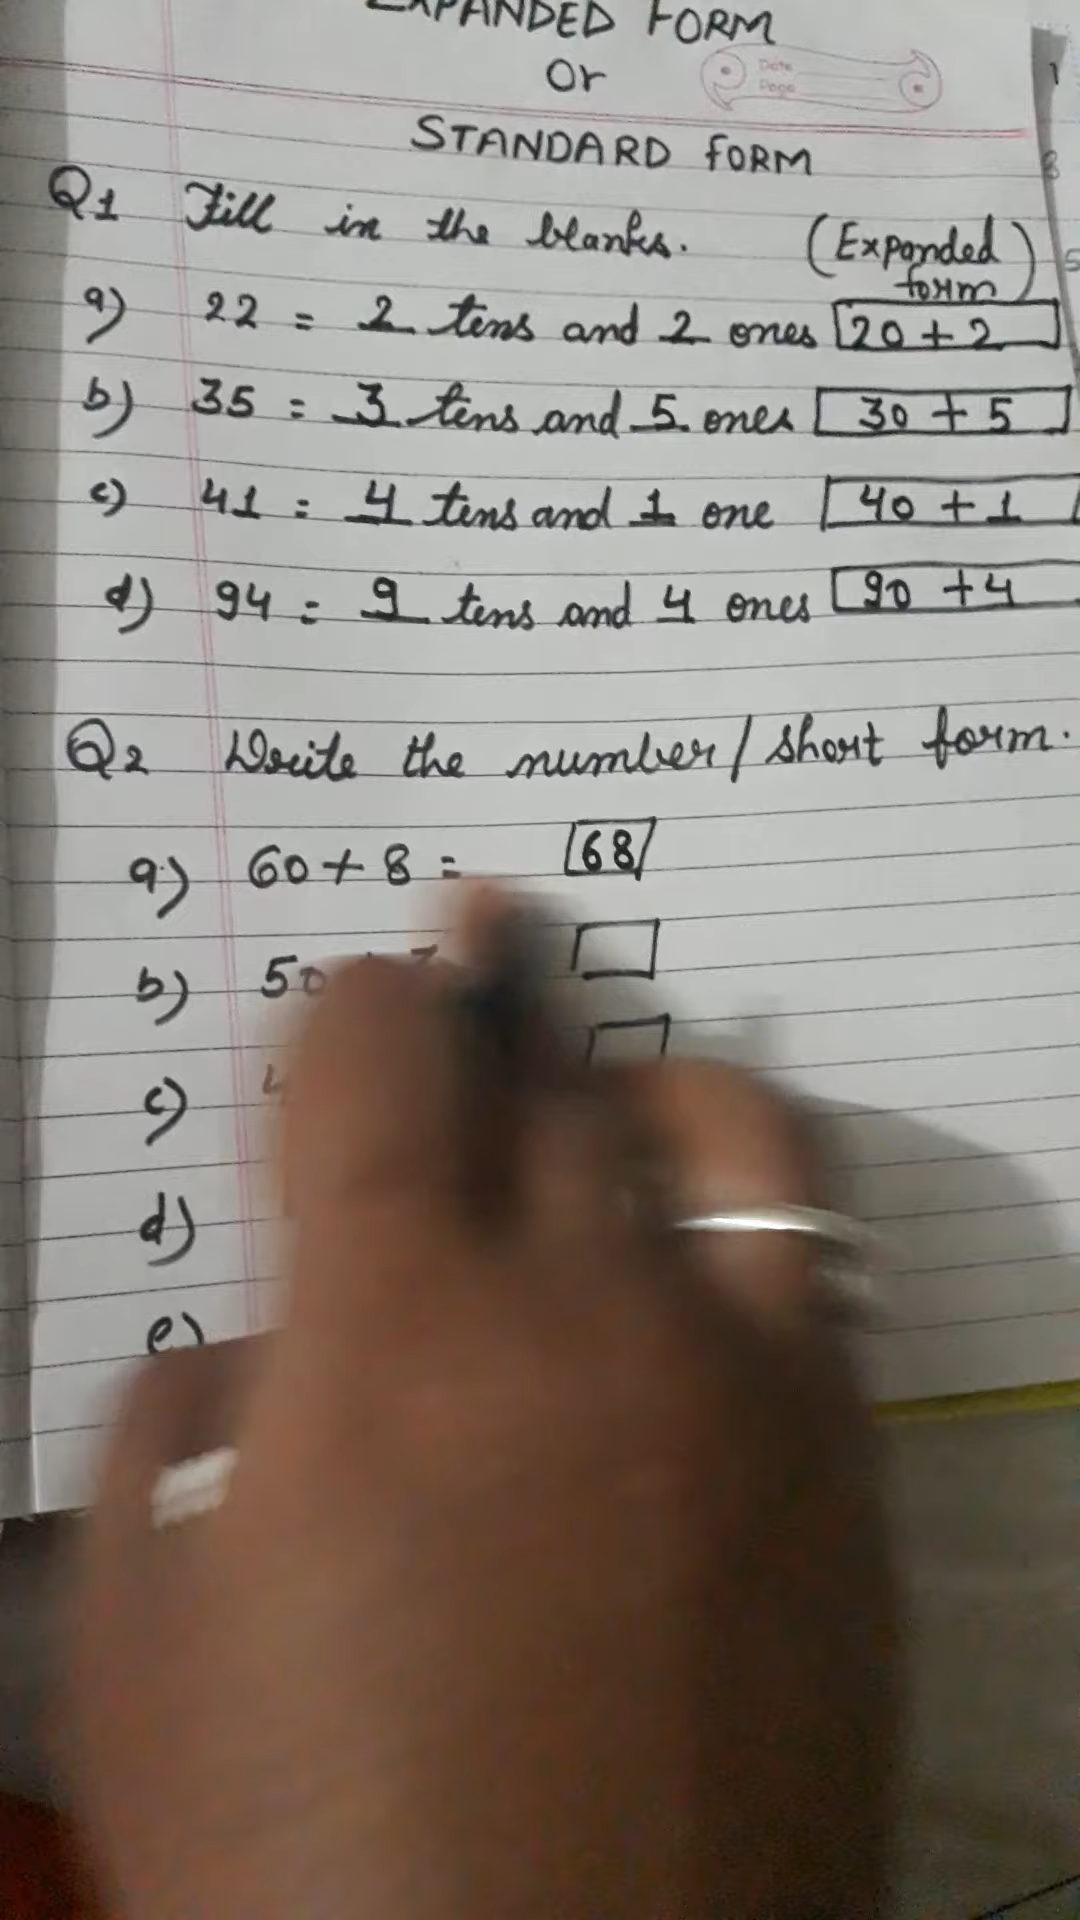 EXPANDED FORM
Date
Page
Or
STANDARD FORM
Q1 Fill in the blanks. (Expanded form)
a) 22 = 2 tens and 2 ones 20 + 2
b) 35 = 3 tens and 5 ones 30 + 5
c) 41 = 4 tens and 1 one 40 + 1
d) 94 = 9 tens and 4 ones 90 + 4
Q2 Write the number/short form.
a) 60 + 8 = 68
b) 50
c) 4
d)
e)